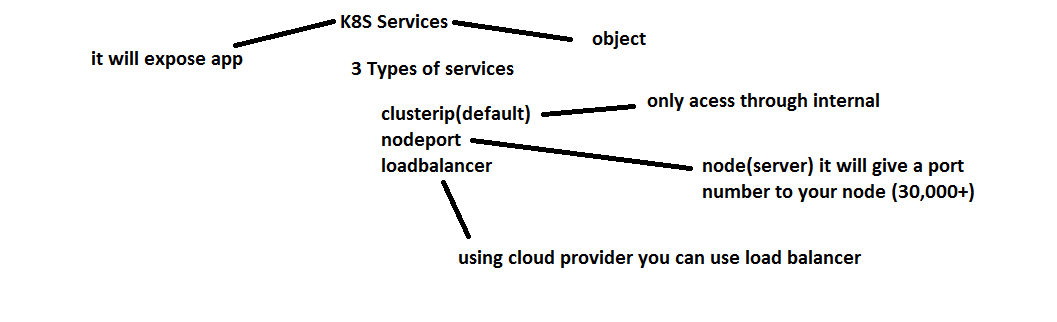 K8S Services
object
it will expose app
3 Types of services
only acess through internal
clusterip(default)
nodeport
loadbalancer
node(server) it will give a port
number to your node (30,000+)
using cloud provider you can use load balancer